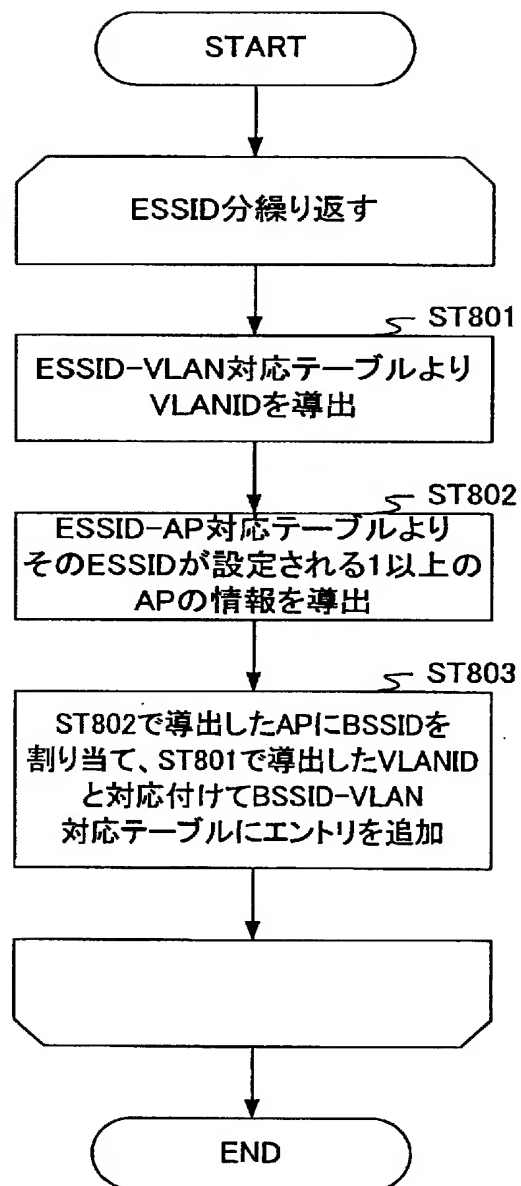 START
ESSID分繰り返す
ST801
ESSID-VLAN対応テーブルより
VLANIDを導出
ST802
ESSID-AP対応テーブルより
そのESSIDが設定される1以上の
APの情報を導出
ST803
ST802で導出したAPにBSSIDを
割り当て、ST801で導出したVLANID
と対応付けてBSSID-VLAN
対応テーブルにエントリを追加
END